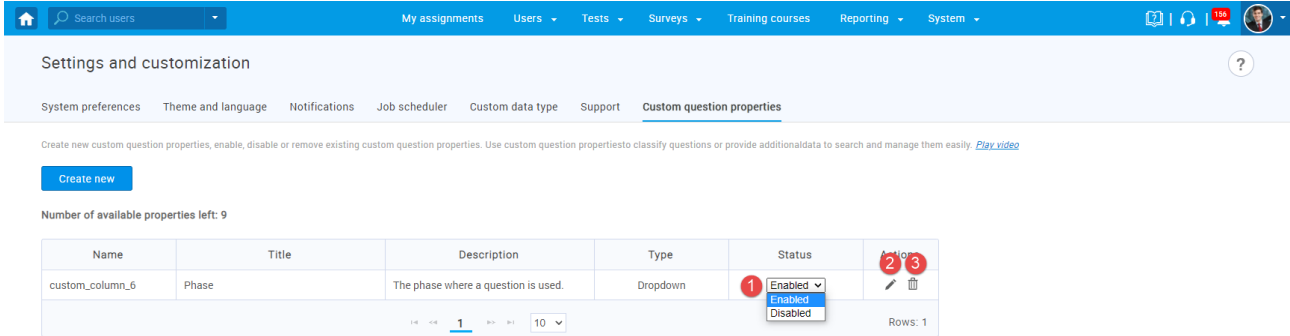 Search users My assignments Users Tests Surveys Training courses Reporting System 156
Settings and customization ?
System preferences Theme and language Notifications Job scheduler Custom data type Support Custom question properties
Create new custom question properties, enable, disable or remove existing custom question properties. Use custom question propertiesto classify questions or provide additionaldata to search and manage them easily. Play video
Create new
Number of available properties left: 9
Name Title Description Type Status Actions
2 3
custom_column_6 Phase The phase where a question is used. Dropdown 1 Enabled
Enabled
Disabled
1 10 Rows: 1